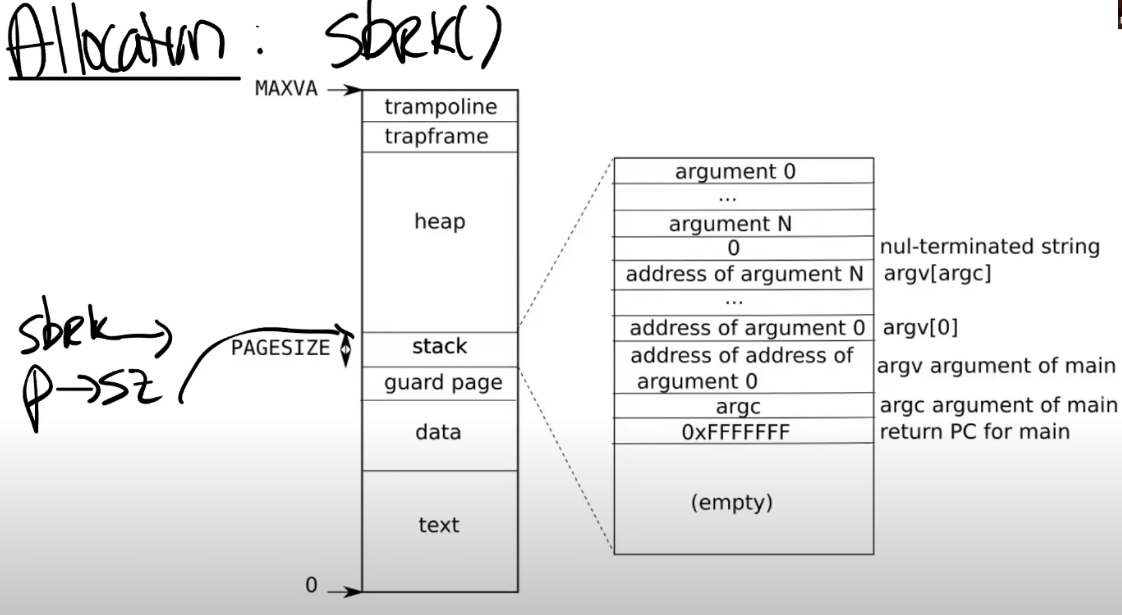 Allocation: sbrk()
MAXVA
trampoline
trapframe
heap
sbrk
p→sz
PAGESIZE
stack
guard page
data
text
0
argument 0
...
argument N
0 nul-terminated string
address of argument N argv[argc]
...
address of argument 0 argv[0]
address of address of
argument 0 argv argument of main
argc argc argument of main
0xFFFFFFF return PC for main
(empty)